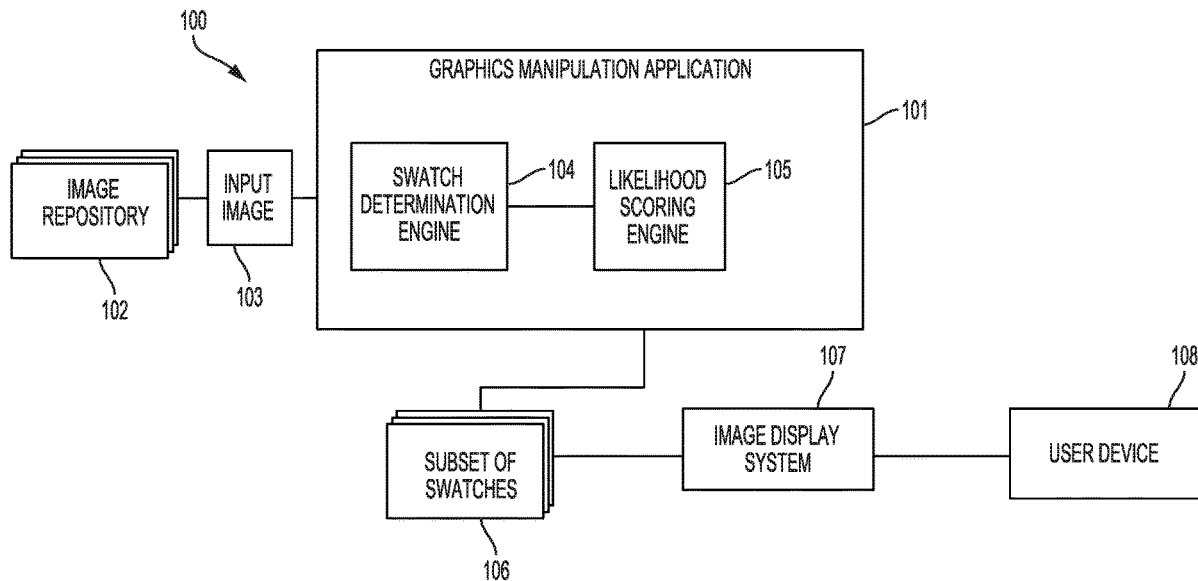 100
GRAPHICS MANIPULATION APPLICATION
101
IMAGE
REPOSITORY
102
INPUT
IMAGE
103
SWATCH
DETERMINATION
ENGINE
104
LIKELIHOOD
SCORING
ENGINE
105
SUBSET OF
SWATCHES
106
IMAGE DISPLAY
SYSTEM
107
USER DEVICE
108